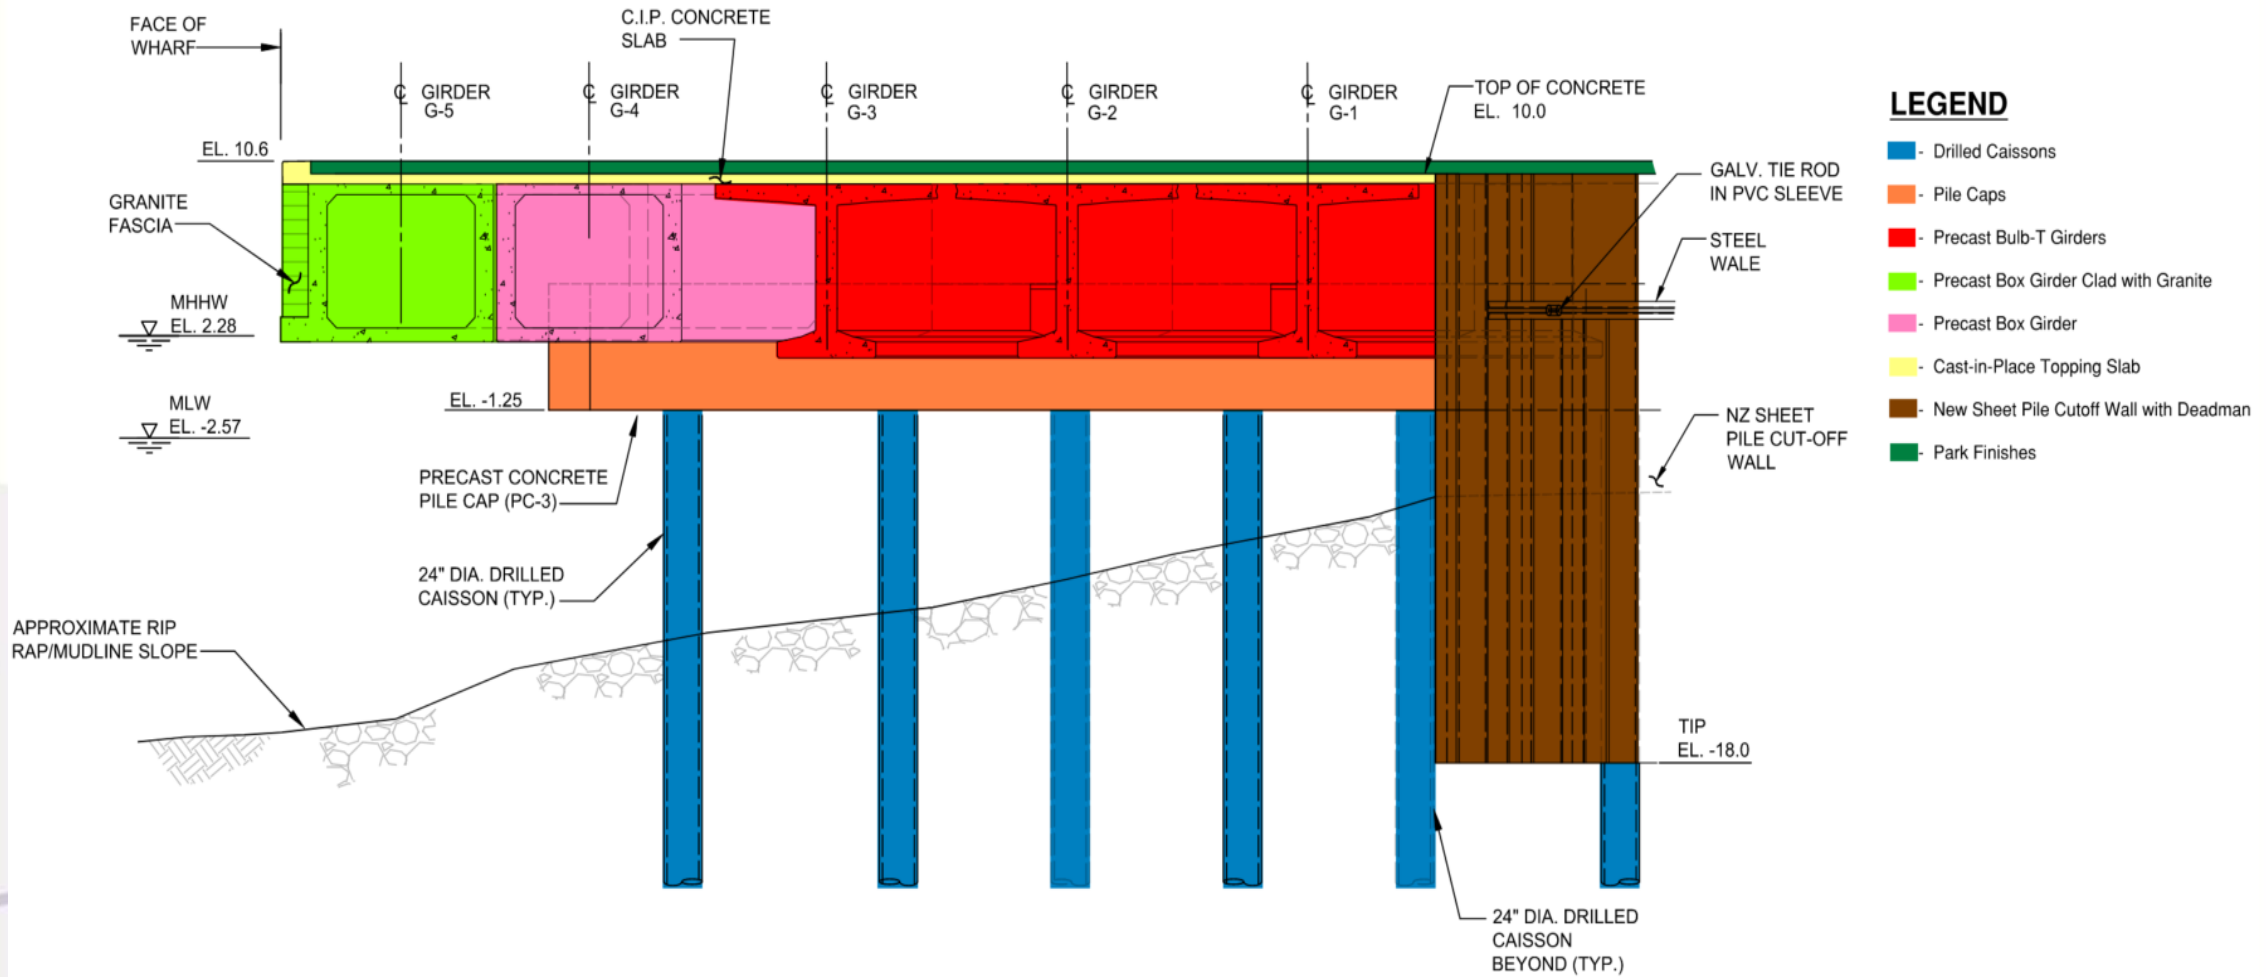 FACE OF
WHARF
C.I.P. CONCRETE
SLAB
℄ GIRDER
G-5
℄ GIRDER
G-4
℄ GIRDER
G-3
℄ GIRDER
G-2
℄ GIRDER
G-1
TOP OF CONCRETE
EL. 10.0
EL. 10.6
GRANITE
FASCIA
GALV. TIE ROD
IN PVC SLEEVE
STEEL
WALE
MHHW
EL. 2.28
MLW
EL. -2.57
EL. -1.25
NZ SHEET
PILE CUT-OFF
WALL
PRECAST CONCRETE
PILE CAP (PC-3)
24" DIA. DRILLED
CAISSON (TYP.)
APPROXIMATE RIP
RAP/MUDLINE SLOPE
TIP
EL. -18.0
24" DIA. DRILLED
CAISSON
BEYOND (TYP.)
LEGEND
- Drilled Caissons
- Pile Caps
- Precast Bulb-T Girders
- Precast Box Girder Clad with Granite
- Precast Box Girder
- Cast-in-Place Topping Slab
- New Sheet Pile Cutoff Wall with Deadman
- Park Finishes